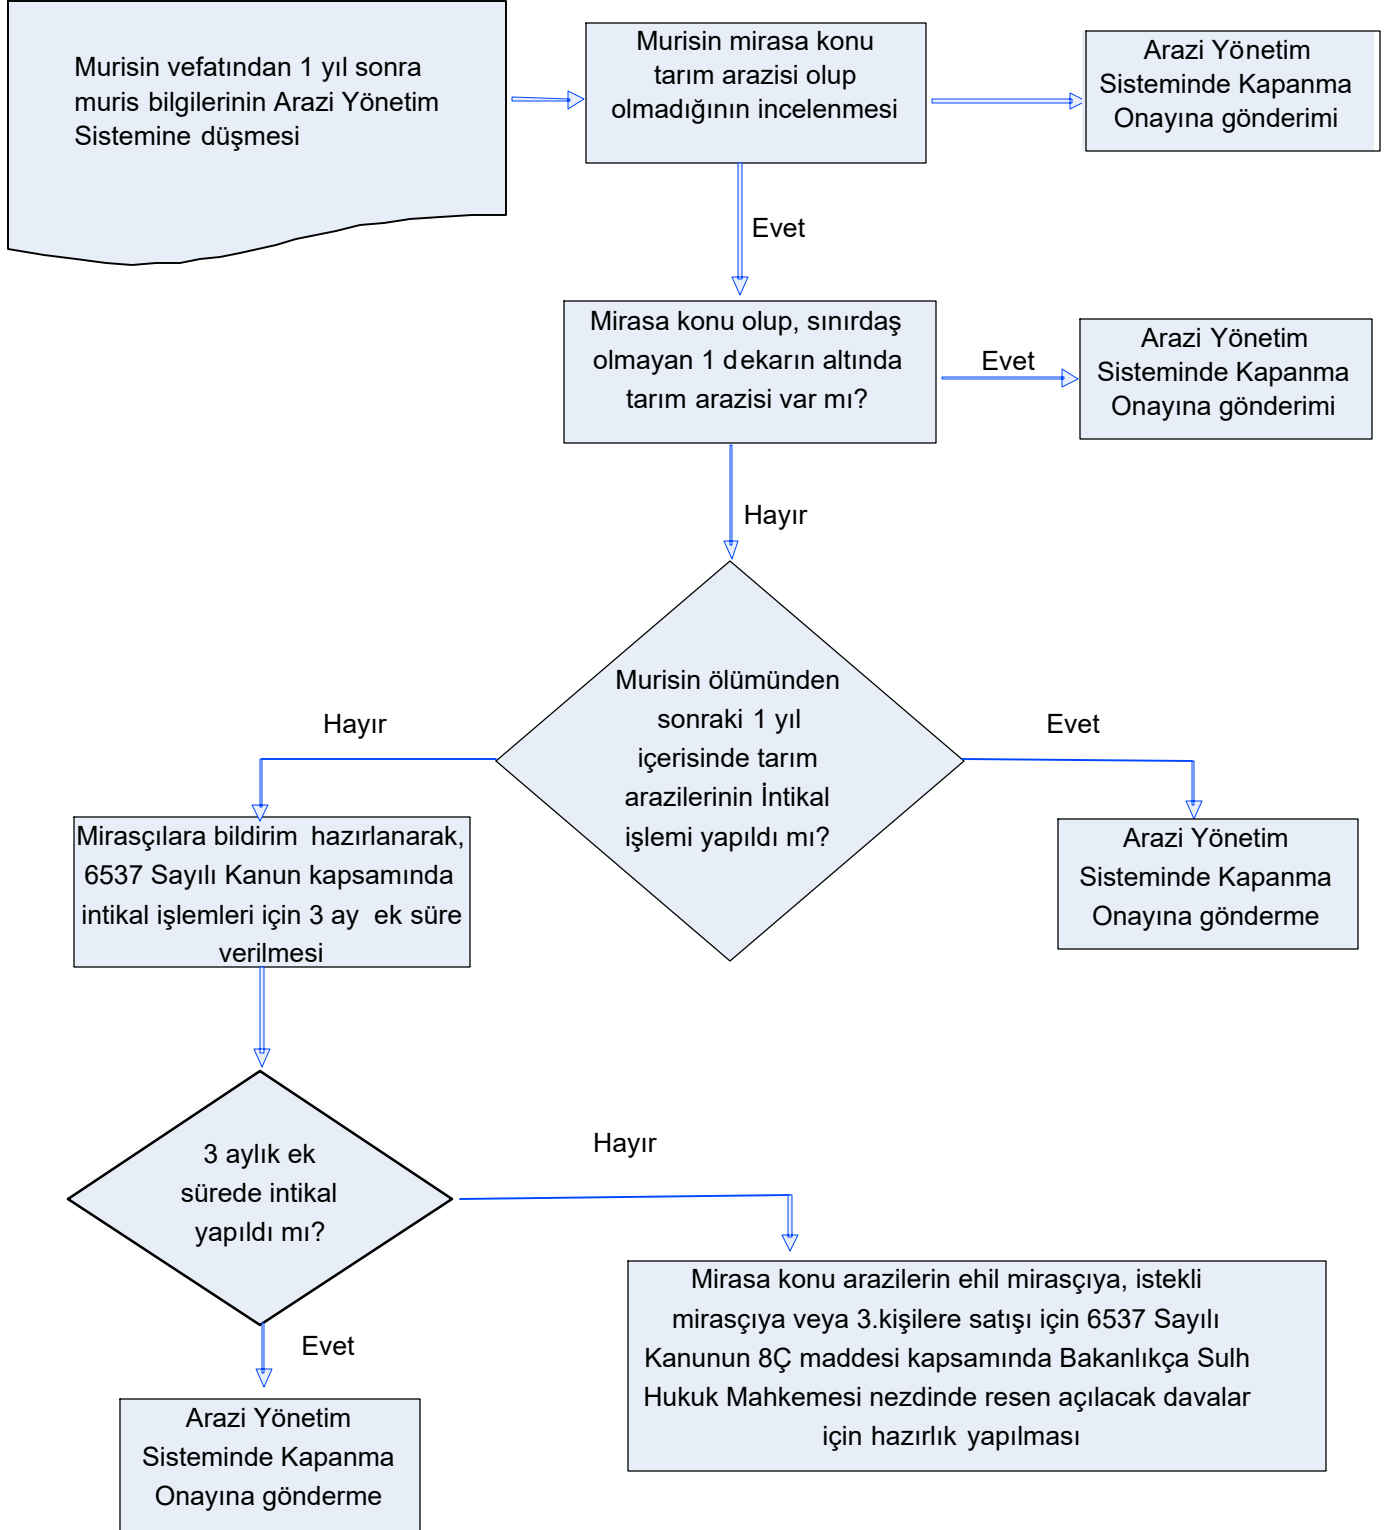 Murisin vefatından 1 yıl sonra
muris bilgilerinin Arazi Yönetim
Sistemine düşmesi
Murisin mirasa konu
tarım arazisi olup
olmadığının incelenmesi
Arazi Yönetim
Sisteminde Kapanma
Onayına gönderimi
Evet
Mirasa konu olup, sınırdaş
olmayan 1 dekarın altında
tarım arazisi var mı?
Evet
Arazi Yönetim
Sisteminde Kapanma
Onayına gönderimi
Hayır
Murisin ölümünden
sonraki 1 yıl
içerisinde tarım
arazilerinin İntikal
işlemi yapıldı mı?
Hayır
Evet
Mirasçılara bildirim hazırlanarak,
6537 Sayılı Kanun kapsamında
intikal işlemleri için 3 ay ek süre
verilmesi
Arazi Yönetim
Sisteminde Kapanma
Onayına gönderme
3 aylık ek
sürede intikal
yapıldı mı?
Hayır
Evet
Mirasa konu arazilerin ehil mirasçıya, istekli
mirasçıya veya 3.kişilere satışı için 6537 Sayılı
Kanunun 8Ç maddesi kapsamında Bakanlıkça Sulh
Hukuk Mahkemesi nezdinde resen açılacak davalar
için hazırlık yapılması
Arazi Yönetim
Sisteminde Kapanma
Onayına gönderme